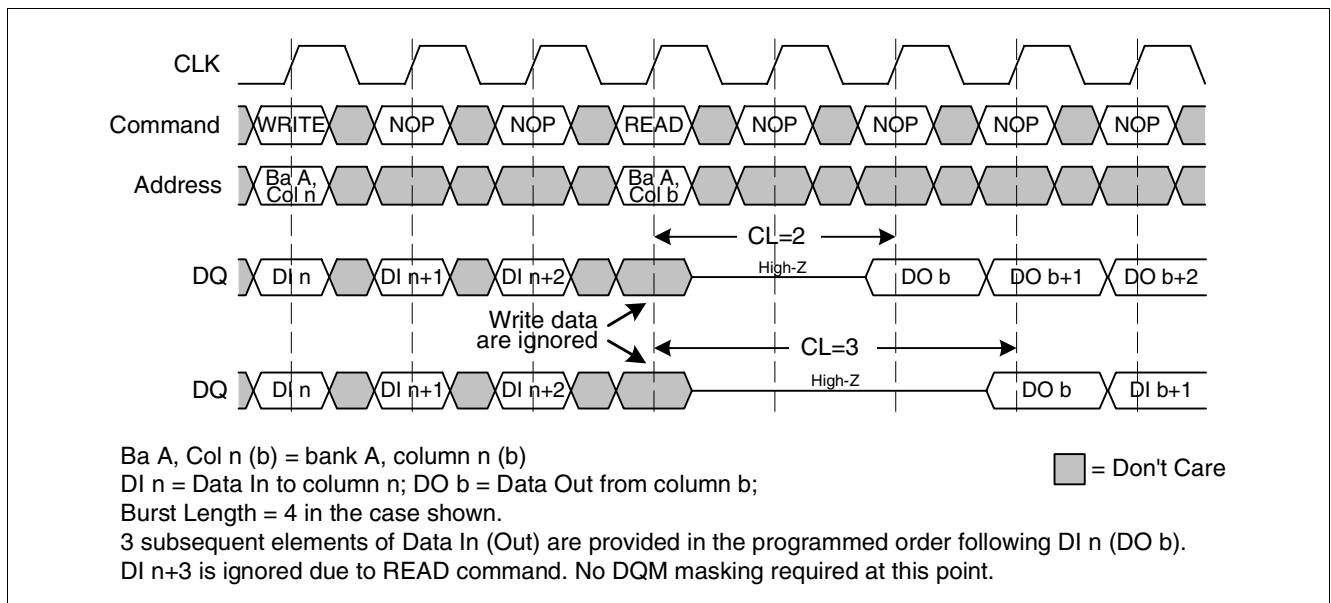 CLK
Command WRITE NOP NOP READ NOP NOP NOP NOP
Address Ba A, Col n Ba A, Col b
CL=2
DQ DI n DI n+1 DI n+2 High-Z DO b DO b+1 DO b+2
Write data
are ignored
CL=3
DQ DI n DI n+1 DI n+2 High-Z DO b DI b+1
Ba A, Col n (b) = bank A, column n (b)
= Don't Care
DI n = Data In to column n; DO b = Data Out from column b;
Burst Length = 4 in the case shown.
3 subsequent elements of Data In (Out) are provided in the programmed order following DI n (DO b).
DI n+3 is ignored due to READ command. No DQM masking required at this point.